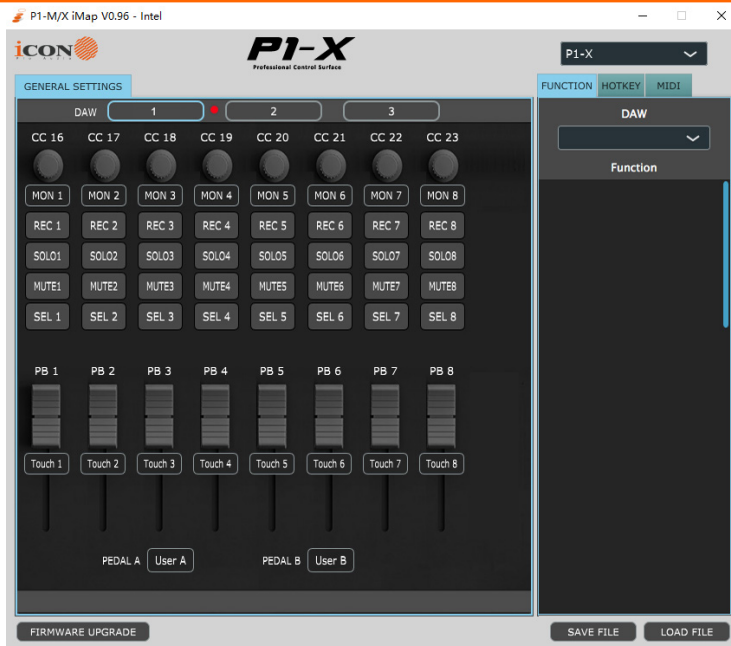 P1-M/X iMap V0.96 - Intel
icon
P1-X
Professional Control Surface
P1-X
GENERAL SETTINGS
FUNCTION HOTKEY MIDI
DAW 1 2 3
DAW
Function
CC 16 CC 17 CC 18 CC 19 CC 20 CC 21 CC 22 CC 23
MON 1 MON 2 MON 3 MON 4 MON 5 MON 6 MON 7 MON 8
REC 1 REC 2 REC 3 REC 4 REC 5 REC 6 REC 7 REC 8
SOLO1 SOLO2 SOLO3 SOLO4 SOLO5 SOLO6 SOLO7 SOLO8
MUTE1 MUTE2 MUTE3 MUTE4 MUTE5 MUTE6 MUTE7 MUTE8
SEL 1 SEL 2 SEL 3 SEL 4 SEL 5 SEL 6 SEL 7 SEL 8
PB 1 PB 2 PB 3 PB 4 PB 5 PB 6 PB 7 PB 8
Touch 1 Touch 2 Touch 3 Touch 4 Touch 5 Touch 6 Touch 7 Touch 8
PEDAL A User A PEDAL B User B
FIRMWARE UPGRADE
SAVE FILE LOAD FILE